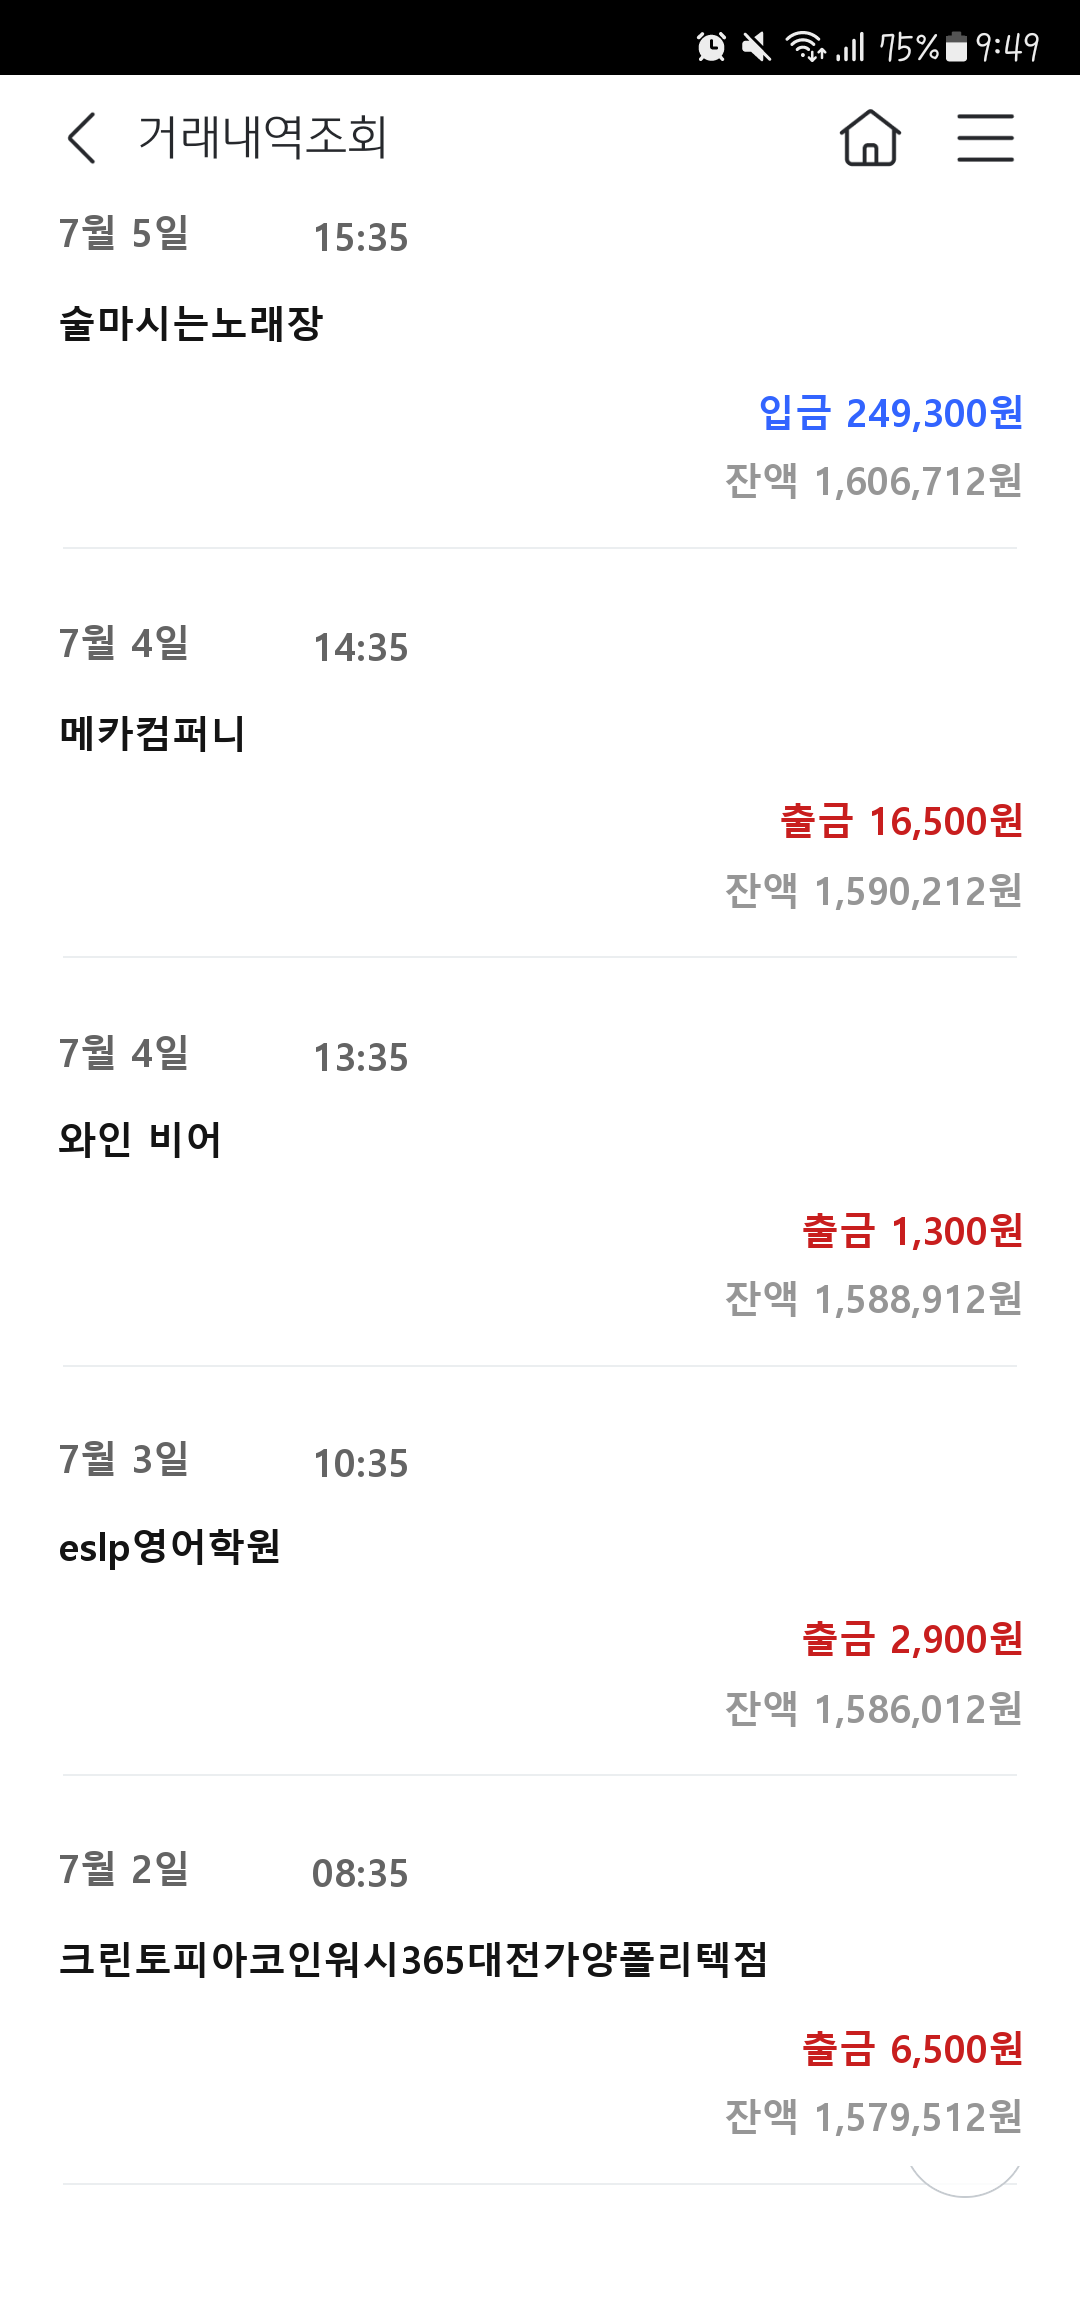 75% 9:49
거래내역조회
7월 5일 15:35
술마시는노래장
입금 249,300원
잔액 1,606,712원
7월 4일 14:35
메카컴퍼니
출금 16,500원
잔액 1,590,212원
7월 4일 13:35
와인 비어
출금 1,300원
잔액 1,588,912원
7월 3일 10:35
eslp영어학원
출금 2,900원
잔액 1,586,012원
7월 2일 08:35
크린토피아코인워시365대전가양폴리텍점
출금 6,500원
잔액 1,579,512원